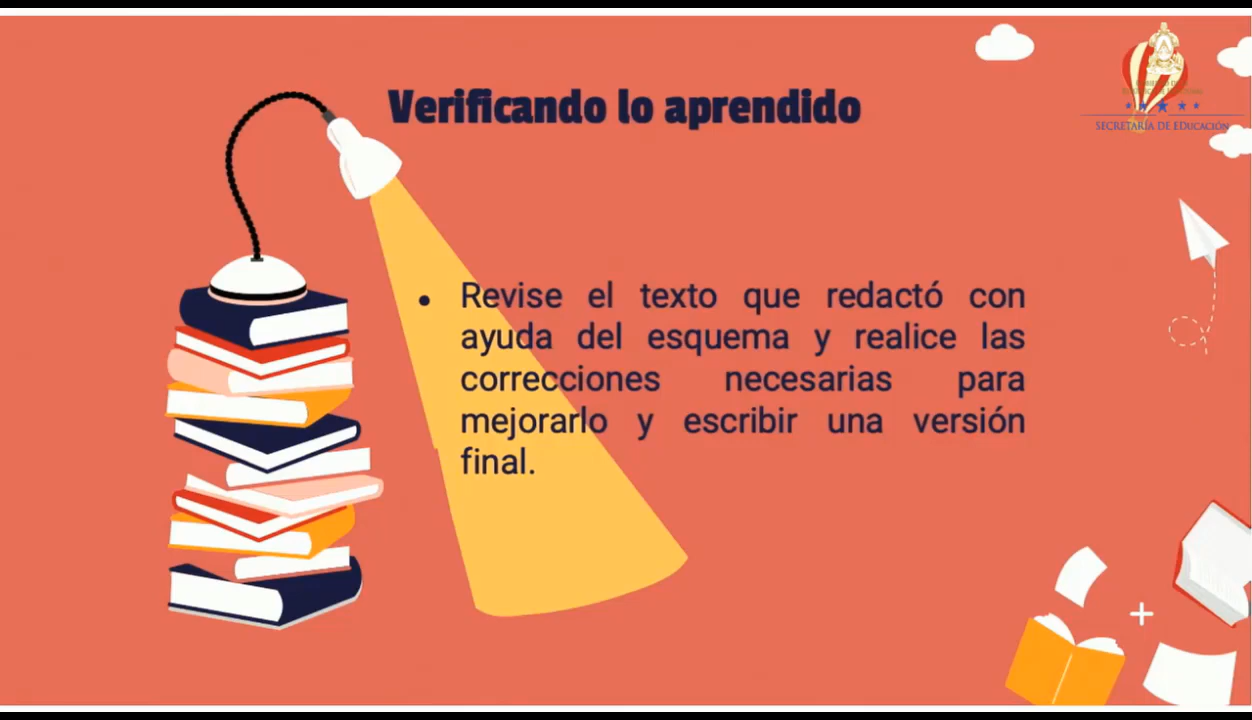 Verificando lo aprendido
SECRETARÍA DE EDUCACIÓN
• Revise el texto que redactó con
ayuda del esquema y realice las
correcciones necesarias para
mejorarlo y escribir una versión
final.